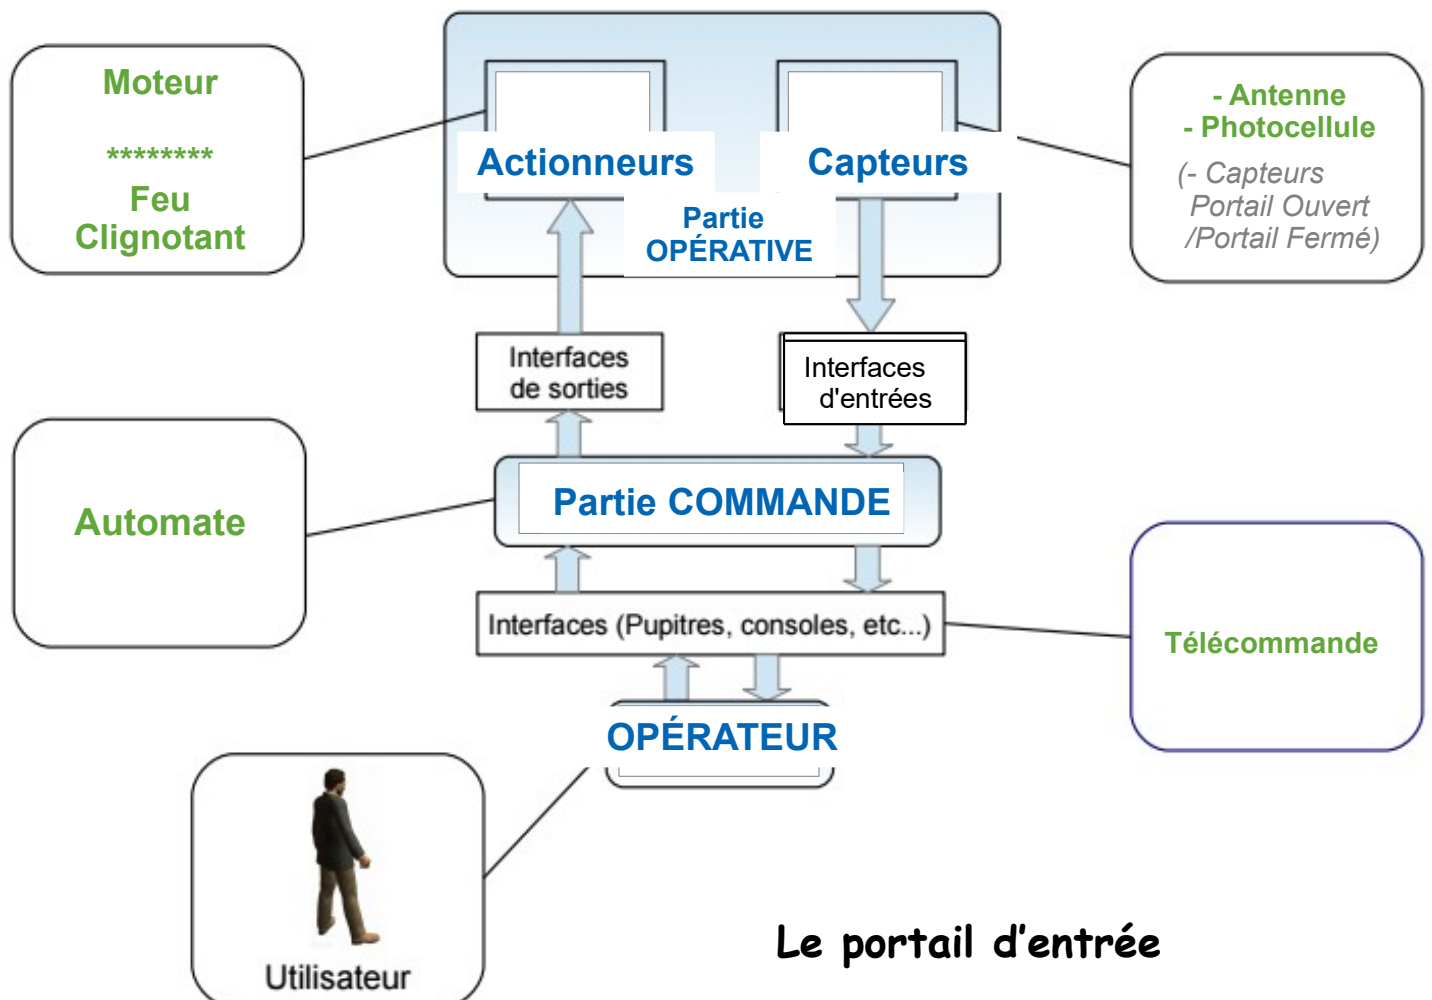 Moteur
********
Feu
Clignotant
Actionneurs
Capteurs
Partie
OPÉRATIVE
- Antenne
- Photocellule
(- Capteurs
Portail Ouvert
/Portail Fermé)
Interfaces
de sorties
Interfaces
d'entrées
Automate
Partie COMMANDE
Interfaces (Pupitres, consoles, etc...)
Télécommande
OPÉRATEUR
Utilisateur
Le portail d'entrée